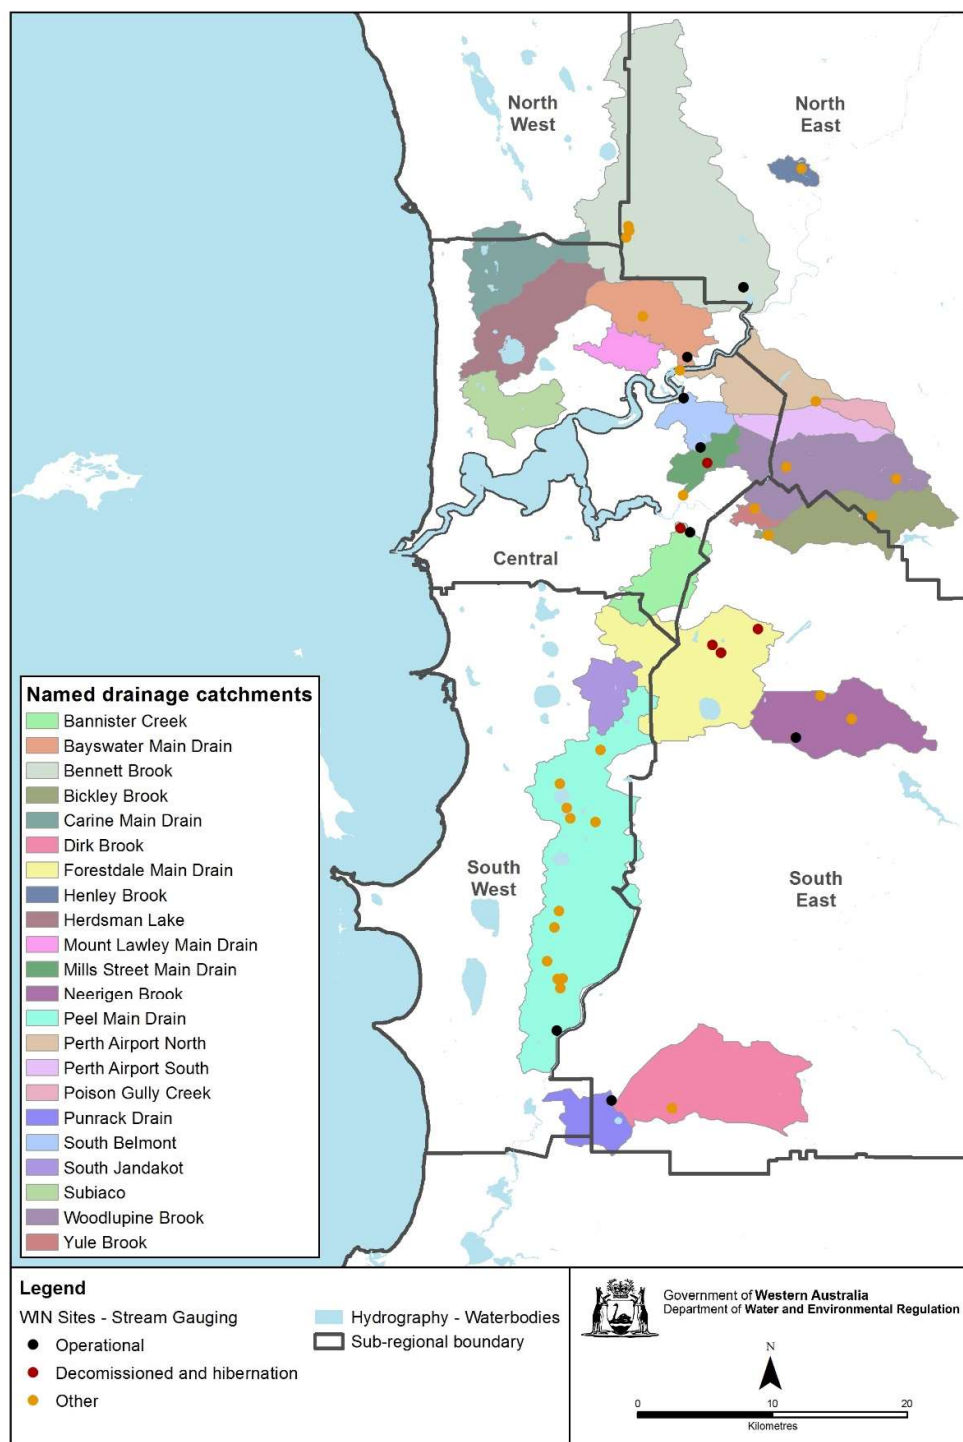 North
West
North
East
Central
South
West
South
East
Named drainage catchments
Bannister Creek
Bayswater Main Drain
Bennett Brook
Bickley Brook
Carine Main Drain
Dirk Brook
Forestdale Main Drain
Henley Brook
Herdsman Lake
Mount Lawley Main Drain
Mills Street Main Drain
Neerigen Brook
Peel Main Drain
Perth Airport North
Perth Airport South
Poison Gully Creek
Punrack Drain
South Belmont
South Jandakot
Subiaco
Woodlupine Brook
Yule Brook
Legend
WIN Sites - Stream Gauging
Operational
Decomissioned and hibernation
Other
Hydrography - Waterbodies
Sub-regional boundary
Government of Western Australia
Department of Water and Environmental Regulation
N
0 10 20
Kilometres